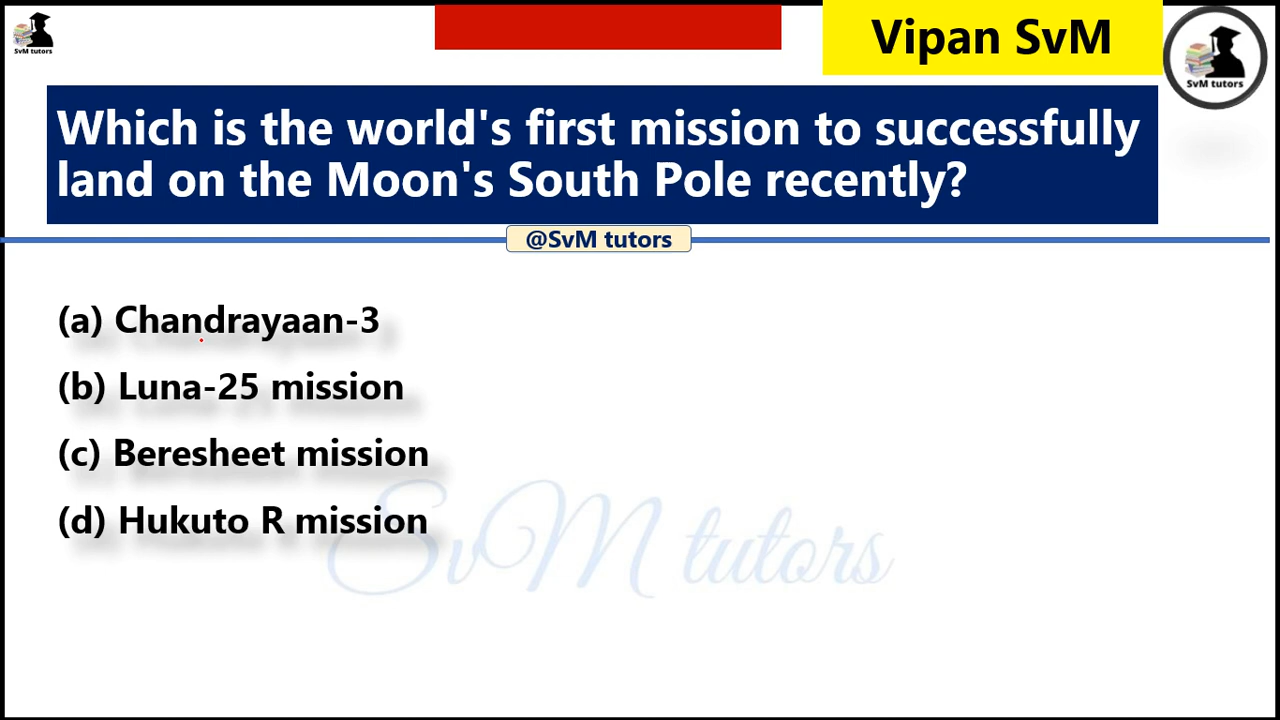 SvM tutors
Vipan SvM
SvM tutors
Which is the world's first mission to successfully
land on the Moon's South Pole recently?
@SvM tutors
(a) Chandrayaan-3
(b) Luna-25 mission
(c) Beresheet mission
(d) Hukuto R mission
SvM tutors